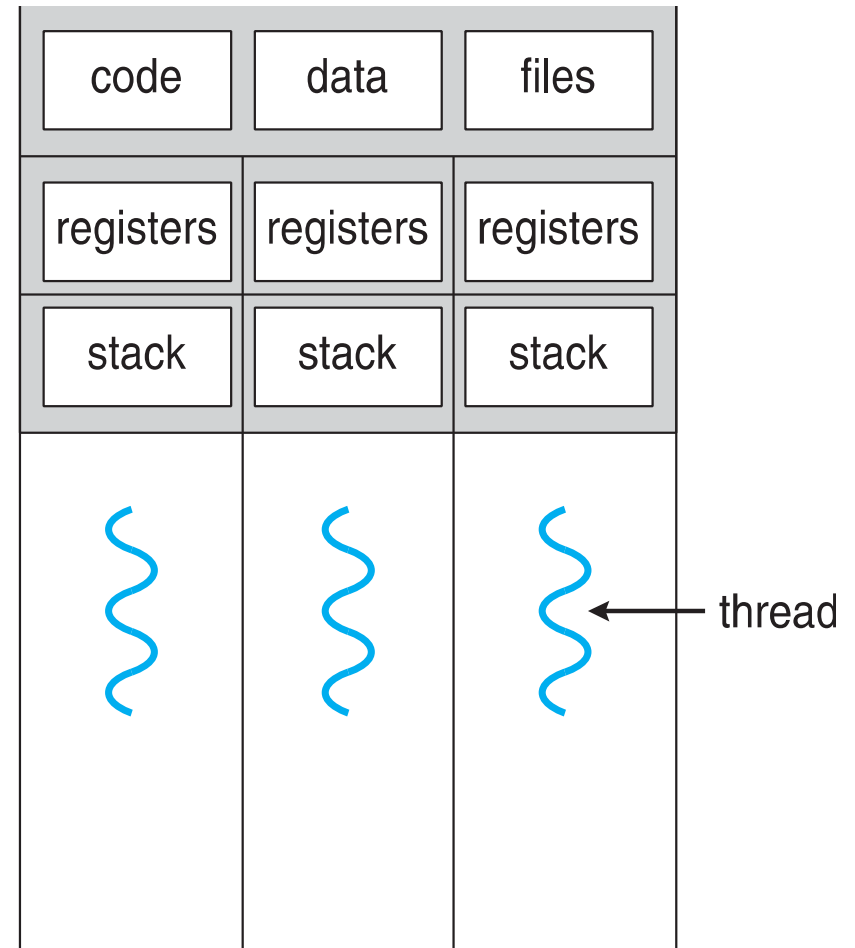 code data files
registers registers registers
stack stack stack
thread